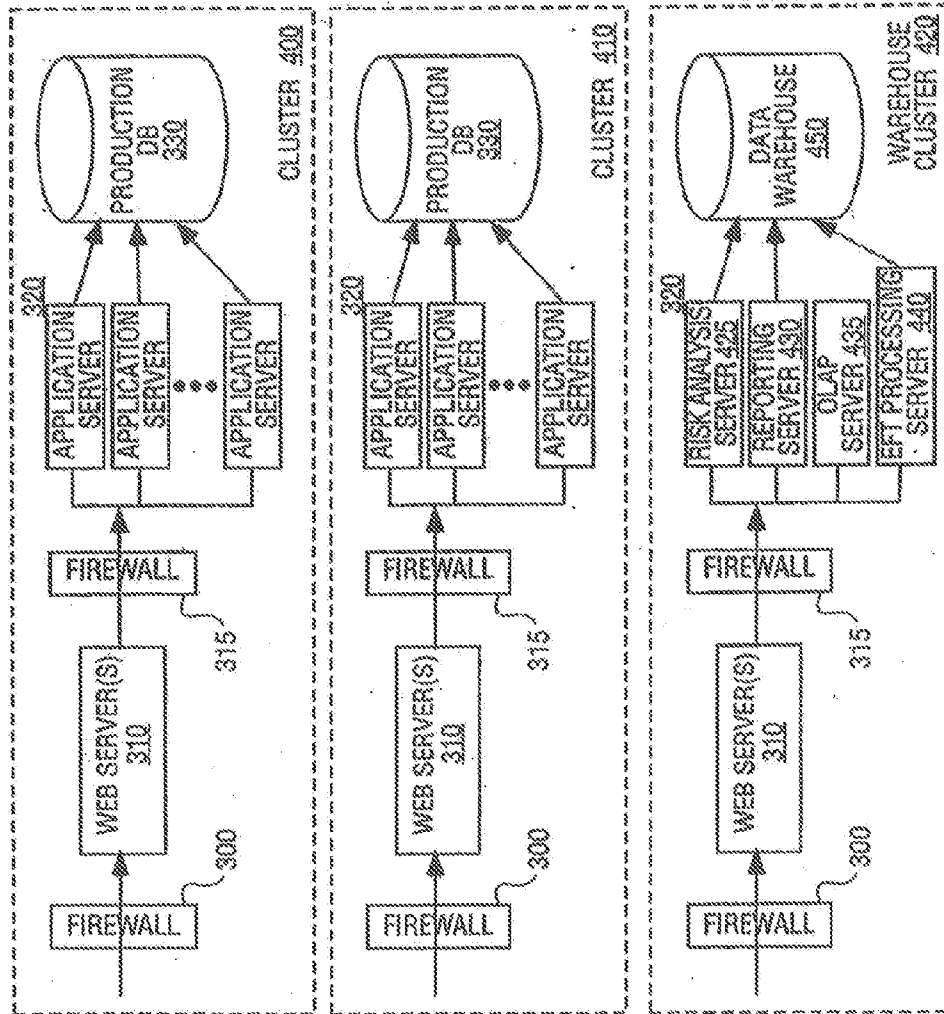 FIREWALL
300
WEB SERVER(S)
310
FIREWALL
315
320
APPLICATION
SERVER
APPLICATION
SERVER
APPLICATION
SERVER
PRODUCTION
DB
330
CLUSTER 400
FIREWALL
300
WEB SERVER(S)
310
FIREWALL
315
320
APPLICATION
SERVER
APPLICATION
SERVER
APPLICATION
SERVER
PRODUCTION
DB
330
CLUSTER 410
FIREWALL
300
WEB SERVER(S)
310
FIREWALL
315
320
RISK ANALYSIS
SERVER 425
REPORTING
SERVER 430
OLAP
SERVER 435
EFT PROCESSING
SERVER 440
DATA
WAREHOUSE
450
WAREHOUSE
CLUSTER 420